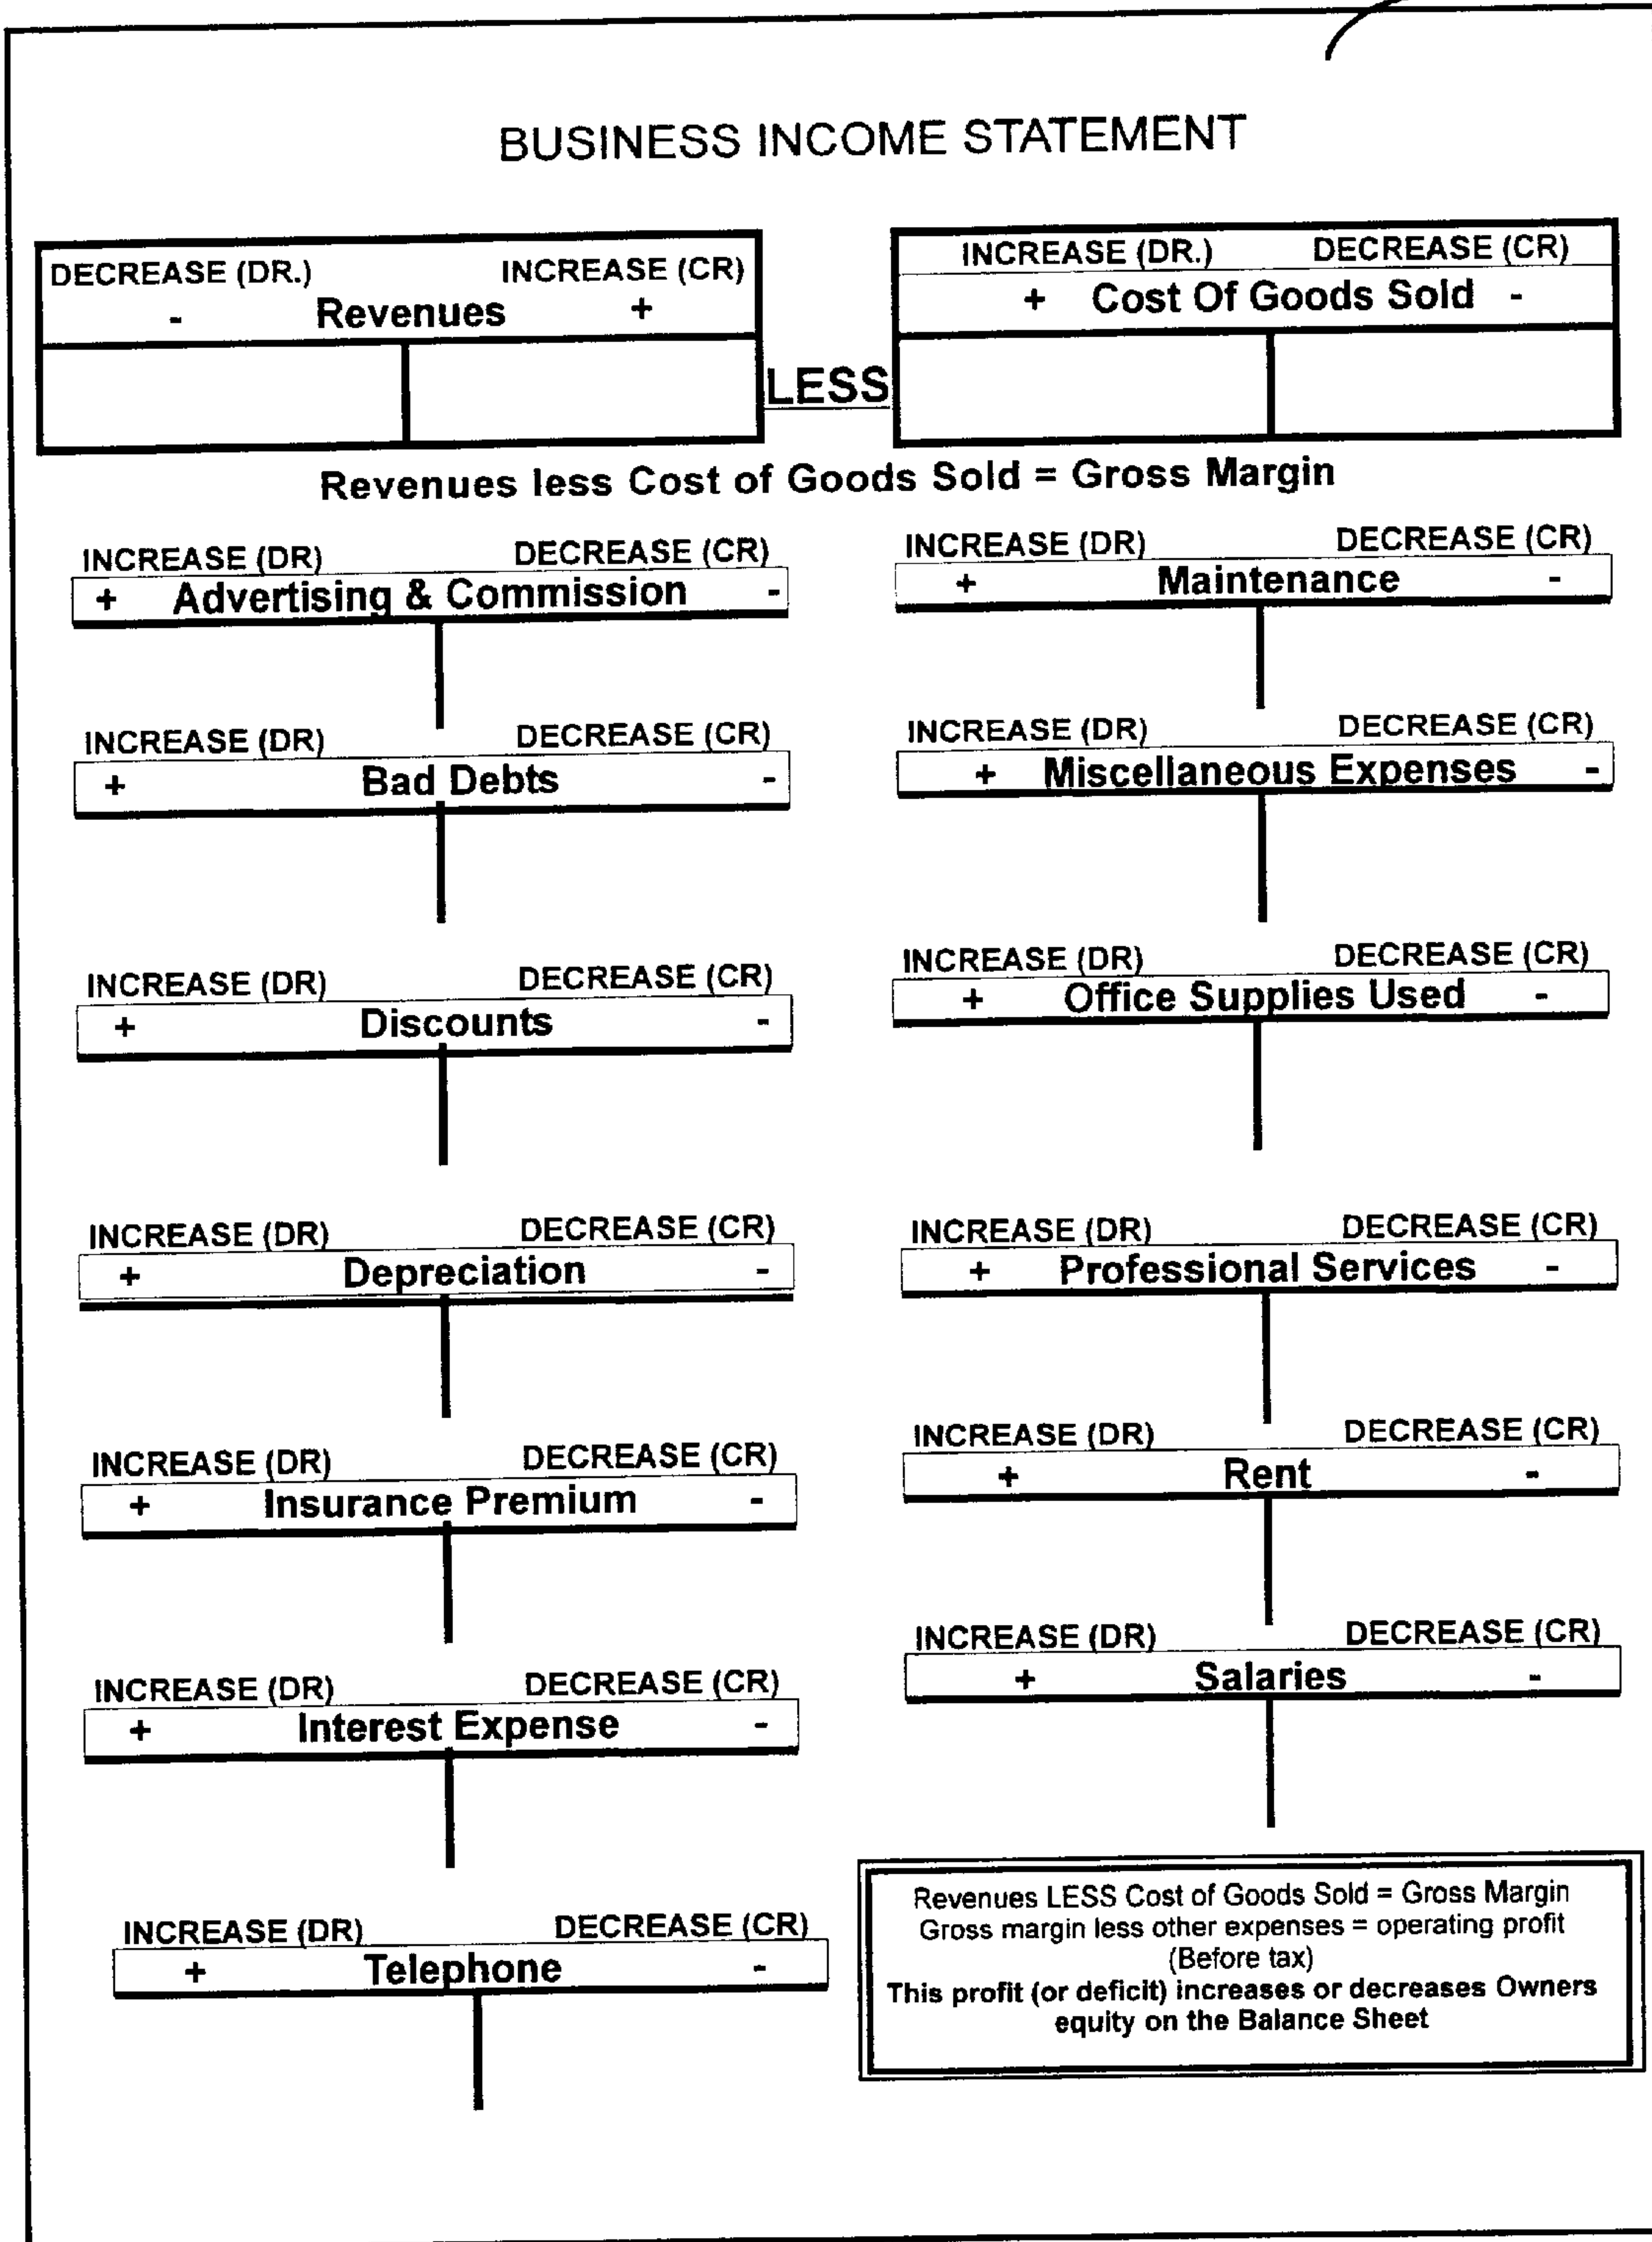 BUSINESS INCOME STATEMENT
DECREASE (DR.) INCREASE (CR)
- Revenues +
LESS
INCREASE (DR.) DECREASE (CR)
+ Cost Of Goods Sold -
Revenues less Cost of Goods Sold = Gross Margin
INCREASE (DR) DECREASE (CR)
+ Advertising & Commission -
INCREASE (DR) DECREASE (CR)
+ Bad Debts -
INCREASE (DR) DECREASE (CR)
+ Discounts -
INCREASE (DR) DECREASE (CR)
+ Depreciation -
INCREASE (DR) DECREASE (CR)
+ Insurance Premium -
INCREASE (DR) DECREASE (CR)
+ Interest Expense -
INCREASE (DR) DECREASE (CR)
+ Telephone -
INCREASE (DR) DECREASE (CR)
+ Maintenance -
INCREASE (DR) DECREASE (CR)
+ Miscellaneous Expenses -
INCREASE (DR) DECREASE (CR)
+ Office Supplies Used -
INCREASE (DR) DECREASE (CR)
+ Professional Services -
INCREASE (DR) DECREASE (CR)
+ Rent -
INCREASE (DR) DECREASE (CR)
+ Salaries -
Revenues LESS Cost of Goods Sold = Gross Margin
Gross margin less other expenses = operating profit
(Before tax)
This profit (or deficit) increases or decreases Owners
equity on the Balance Sheet